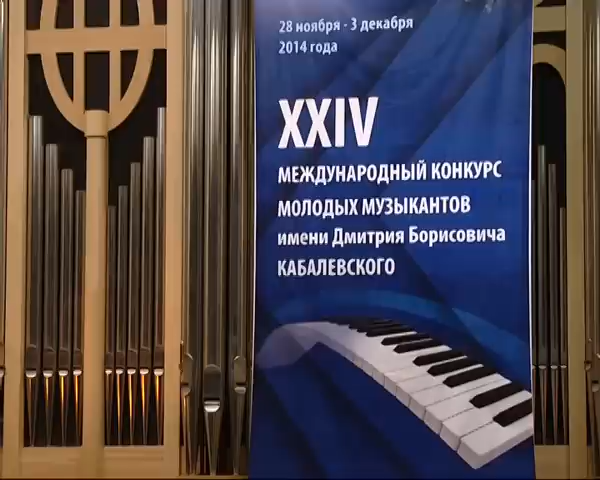 28 ноября - 3 декабря
2014 года
XXIV
МЕЖДУНАРОДНЫЙ КОНКУРС
МОЛОДЫХ МУЗЫКАНТОВ
имени Дмитрия Борисовича
КАБАЛЕВСКОГО